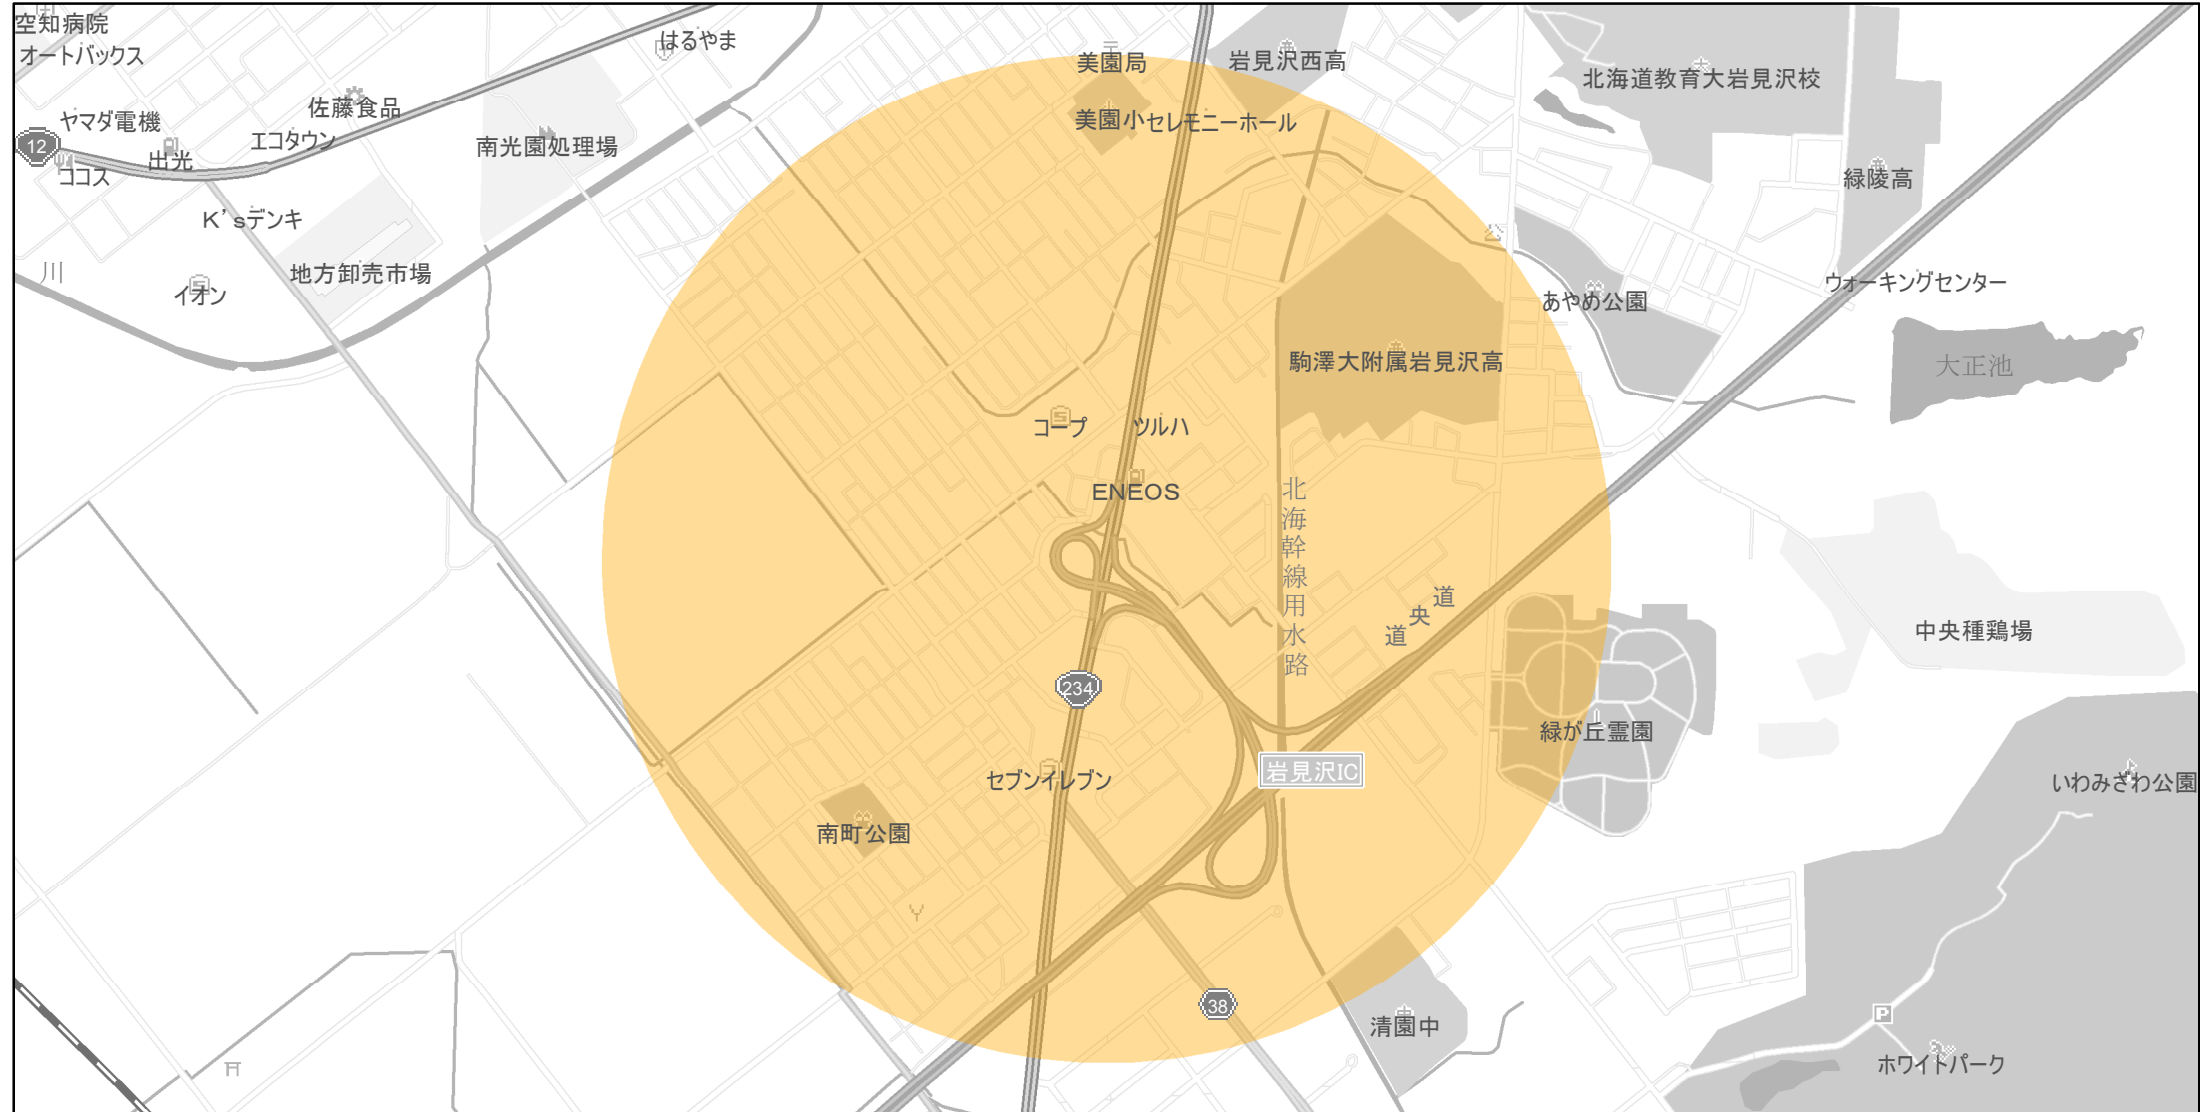 空知病院
オートバックス
はるやま
美園局
岩見沢西高
北海道教育大岩見沢校
ヤマダ電機
佐藤食品
美園小
セレモニーホール
12
エコタウン
南光園処理場
出光
ココス
緑陵高
K'sデンキ
川
イオン
地方卸売市場
あやめ公園
ウォーキングセンター
駒澤大附属岩見沢高
大正池
コープ
ツルハ
ENEOS
北海幹線用水路
道央道
中央種鶏場
234
緑が丘霊園
セブンイレブン
岩見沢IC
いわみざわ公園
南町公園
38
清園中
P
ホワイトパーク